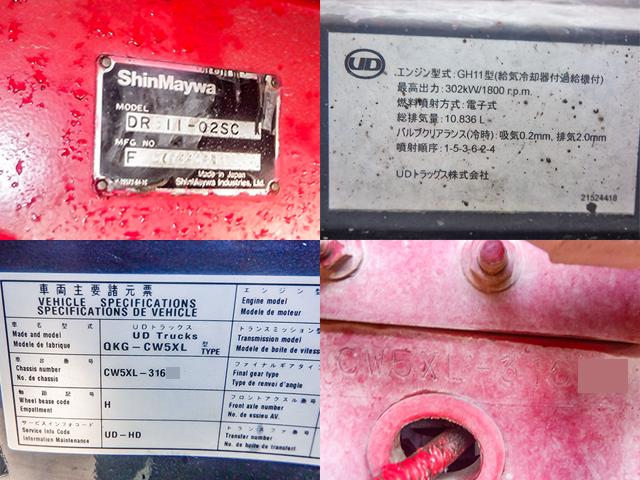 ShinMaywa
MODEL
MFG NO
F
Made in Japan
ShinMaywa Industries, Ltd.
UD
エンジン型式:GH11型(給気冷却器付過給機付)
最高出力:302kW/1800 r.p.m.
燃料噴射方式:電子式
総排気量:10.836 L
バルブクリアランス(冷時):吸気0.2mm, 排気2.0mm
噴射順序:1-5-3-6-2-4
UDトラックス株式会社
21524418
車両主要諸元票
VEHICLE SPECIFICATIONS
SPECIFICATIONS DE VEHICLE
車名型式
Made and model
Modele de fabrique
UDトラックス
UD Trucks
QKG-CW5XL 型 TYPE
車台番号
Chassis number
No. de chassis
CW5XL-316
軸距記号
Wheel base code
Empattment
H
サービスインフォコード
Service Info Code
Information Maintenance
UD-HD
エンジン型
Engine model
Modele de moteur
トランスミッション型
Transmission model
Modele de boite de vitess
ファイナルギアタイ
Final gear type
Type de renvoi d'angle
フロントアクスル番号
Front axle number
No. de essieu AV.
トランスファ番号
Transfer number
No. de boite de transfert
CW5XL